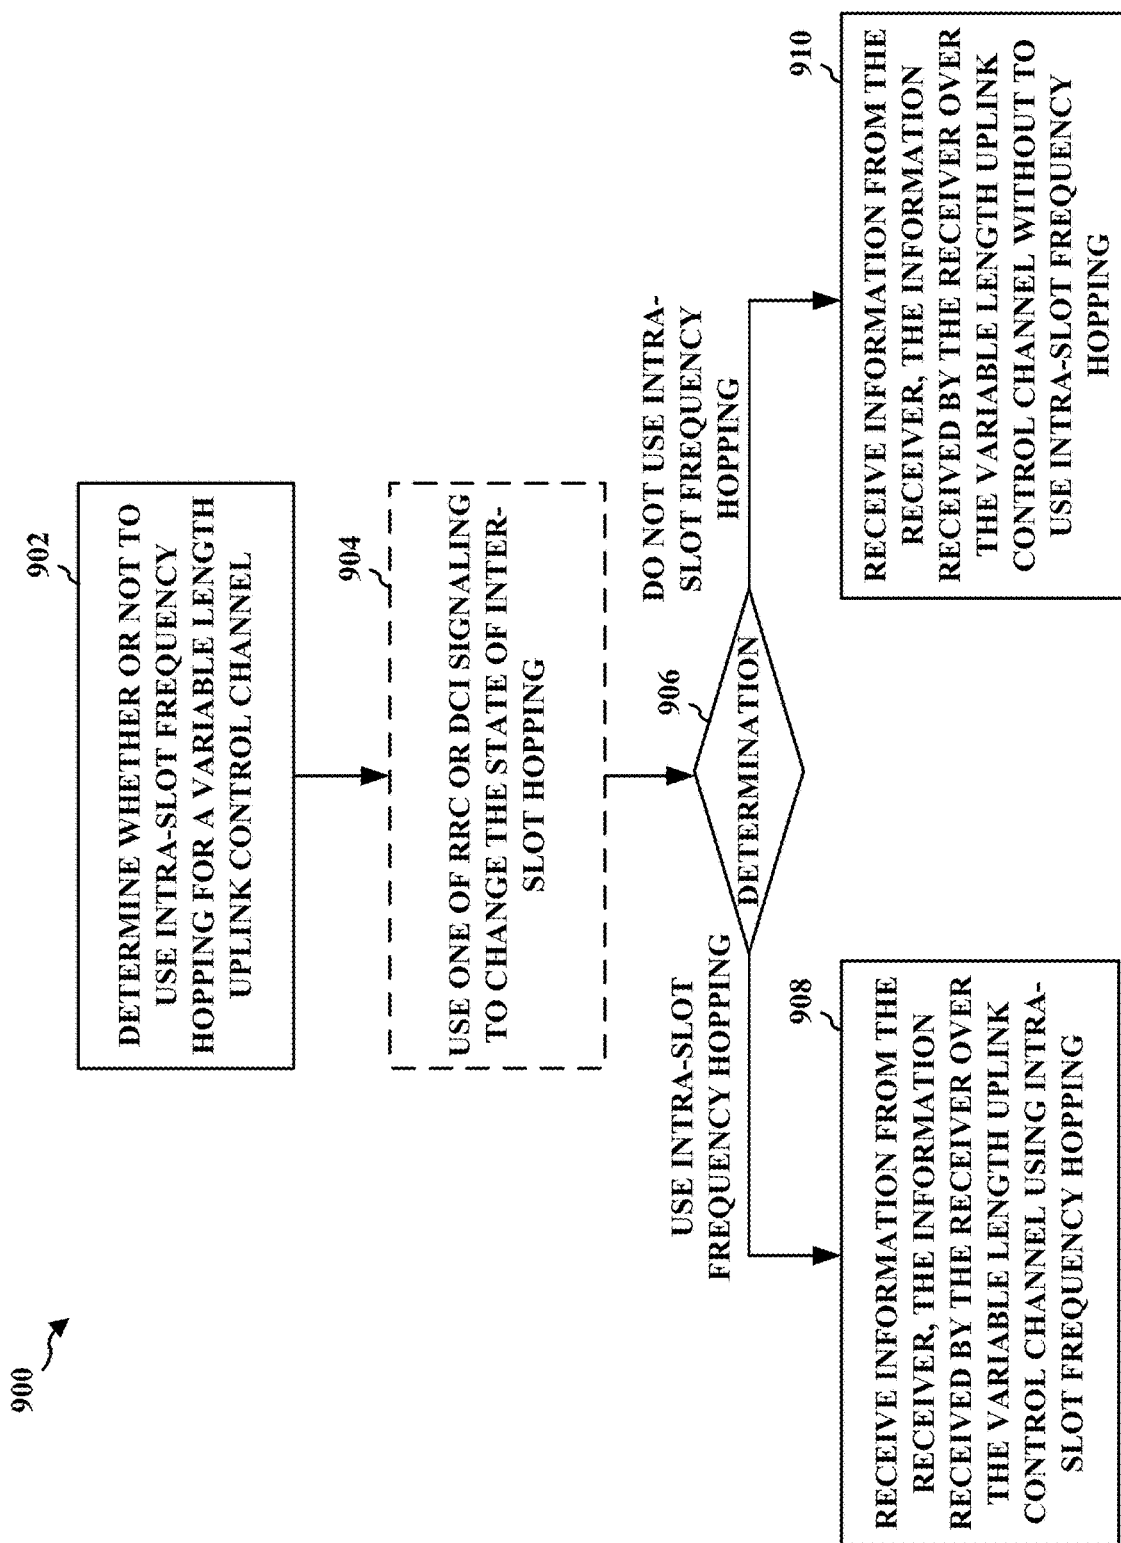 900
902
DETERMINE WHETHER OR NOT TO
USE INTRA-SLOT FREQUENCY
HOPPING FOR A VARIABLE LENGTH
UPLINK CONTROL CHANNEL
904
USE ONE OF RRC OR DCI SIGNALING
TO CHANGE THE STATE OF INTER-
SLOT HOPPING
906
DETERMINATION
USE INTRA-SLOT
FREQUENCY HOPPING
DO NOT USE INTRA-
SLOT FREQUENCY
HOPPING
908
RECEIVE INFORMATION FROM THE
RECEIVER, THE INFORMATION
RECEIVED BY THE RECEIVER OVER
THE VARIABLE LENGTH UPLINK
CONTROL CHANNEL USING INTRA-
SLOT FREQUENCY HOPPING
910
RECEIVE INFORMATION FROM THE
RECEIVER, THE INFORMATION
RECEIVED BY THE RECEIVER OVER
THE VARIABLE LENGTH UPLINK
CONTROL CHANNEL WITHOUT TO
USE INTRA-SLOT FREQUENCY
HOPPING